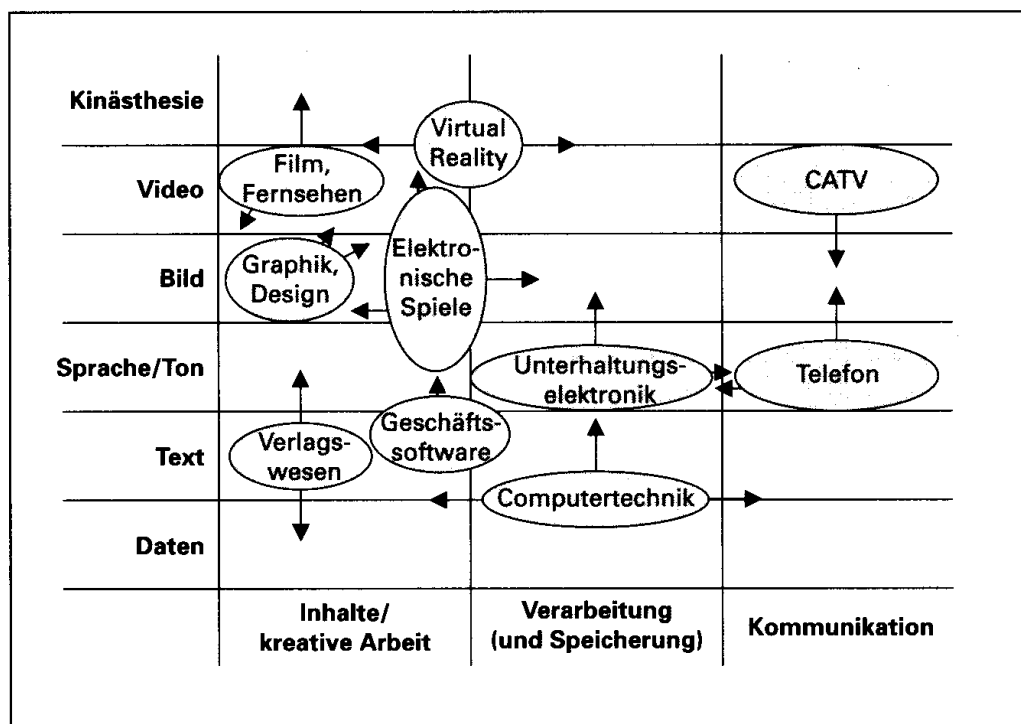 Kinästhesie
Virtual
Reality
Film,
Fernsehen
Video
CATV
Elektro-
nische
Spiele
Graphik,
Design
Bild
Sprache/Ton
Unterhaltungs-
elektronik
Telefon
Geschäfts-
software
Verlags-
wesen
Text
Computertechnik
Daten
Inhalte/
kreative Arbeit
Verarbeitung
(und Speicherung)
Kommunikation